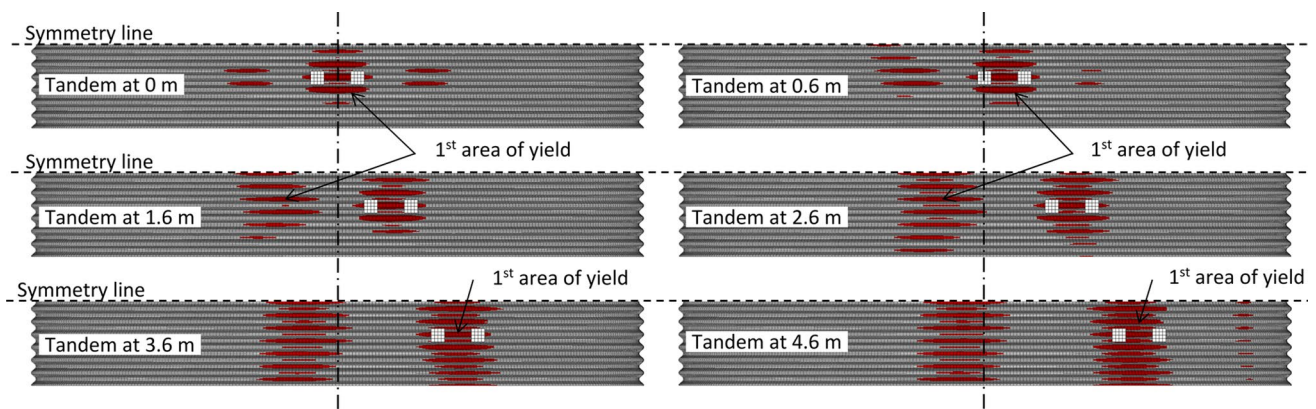 Symmetry line
Tandem at 0 m
Tandem at 0.6 m
1st area of yield
1st area of yield
Symmetry line
Tandem at 1.6 m
Tandem at 2.6 m
1st area of yield
1st area of yield
Symmetry line
Tandem at 3.6 m
Tandem at 4.6 m